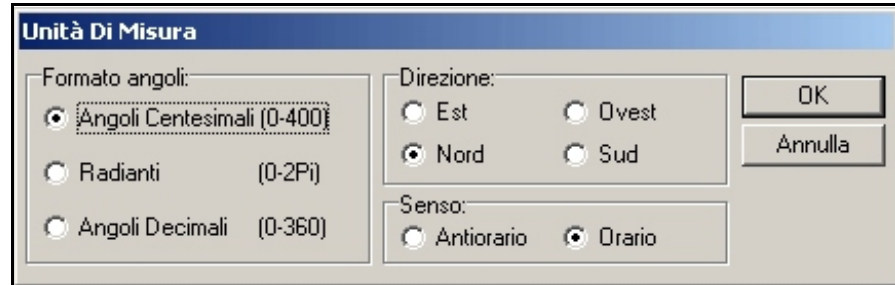 Unità Di Misura
Formato angoli:
Angoli Centesimali (0-400)
Radianti (0-2Pi)
Angoli Decimali (0-360)
Direzione:
Est Ovest
Nord Sud
Senso:
Antiorario Orario
OK
Annulla